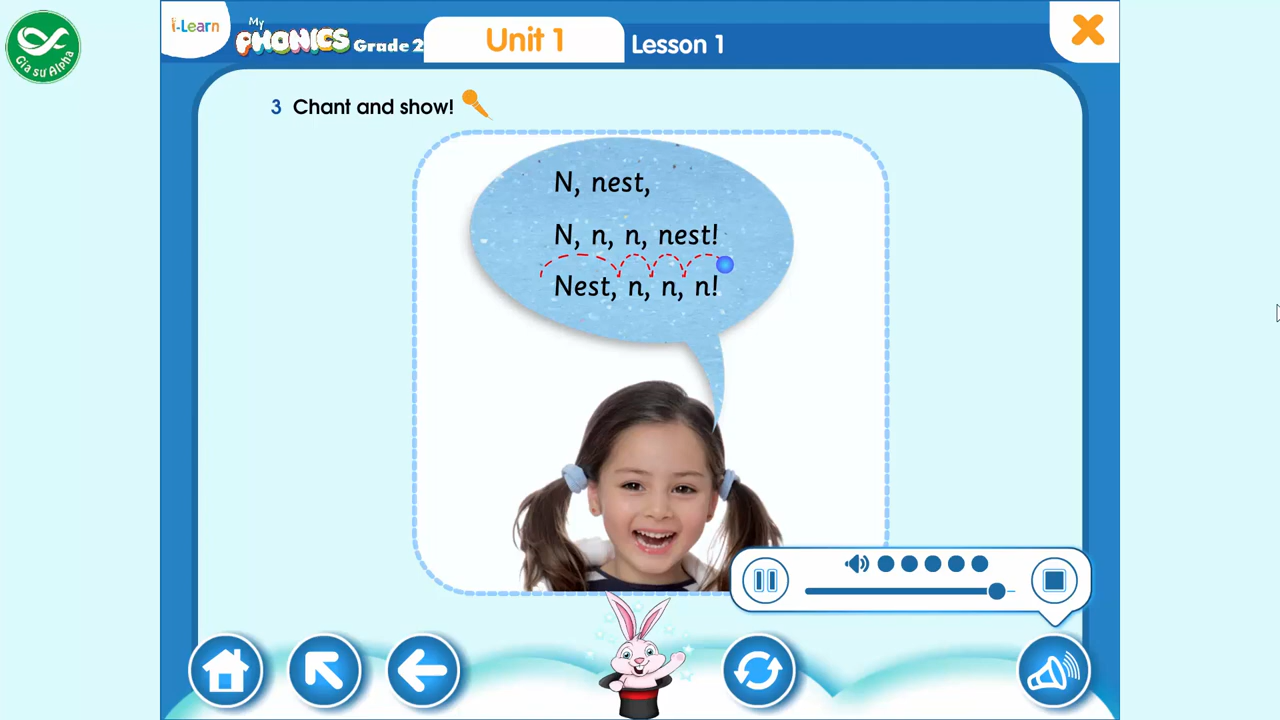 Gia sư Alpha
i-Learn
My
PHONICS Grade 2
Unit 1
Lesson 1
3 Chant and show!
N, nest,
N, n, n, nest!
Nest, n, n, n!